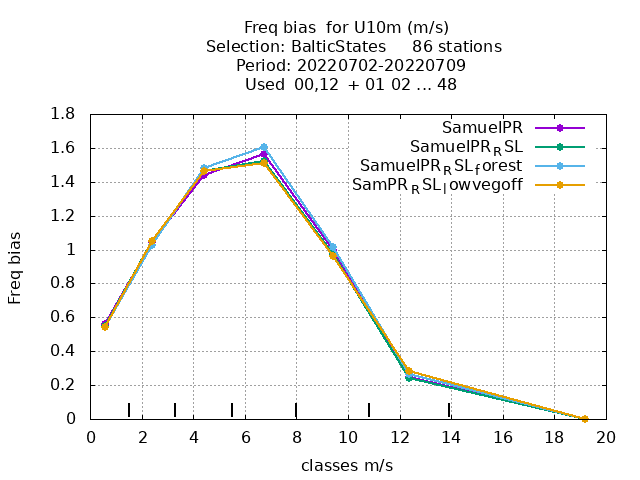 Freq bias  for U10m (m/s)
Selection: BalticStates     86 stations
Period: 20220702-20220709
Used  00,12  + 01 02 ... 48
SamuelPR
SamuelPR_RSL
SamuelPR_RSL_forest
SamPR_RSL_lowvegoff
1.8
1.6
1.4
1.2
1
0.8
0.6
0.4
0.2
0
Freq bias
0 2 4 6 8 10 12 14 16 18 20
classes m/s